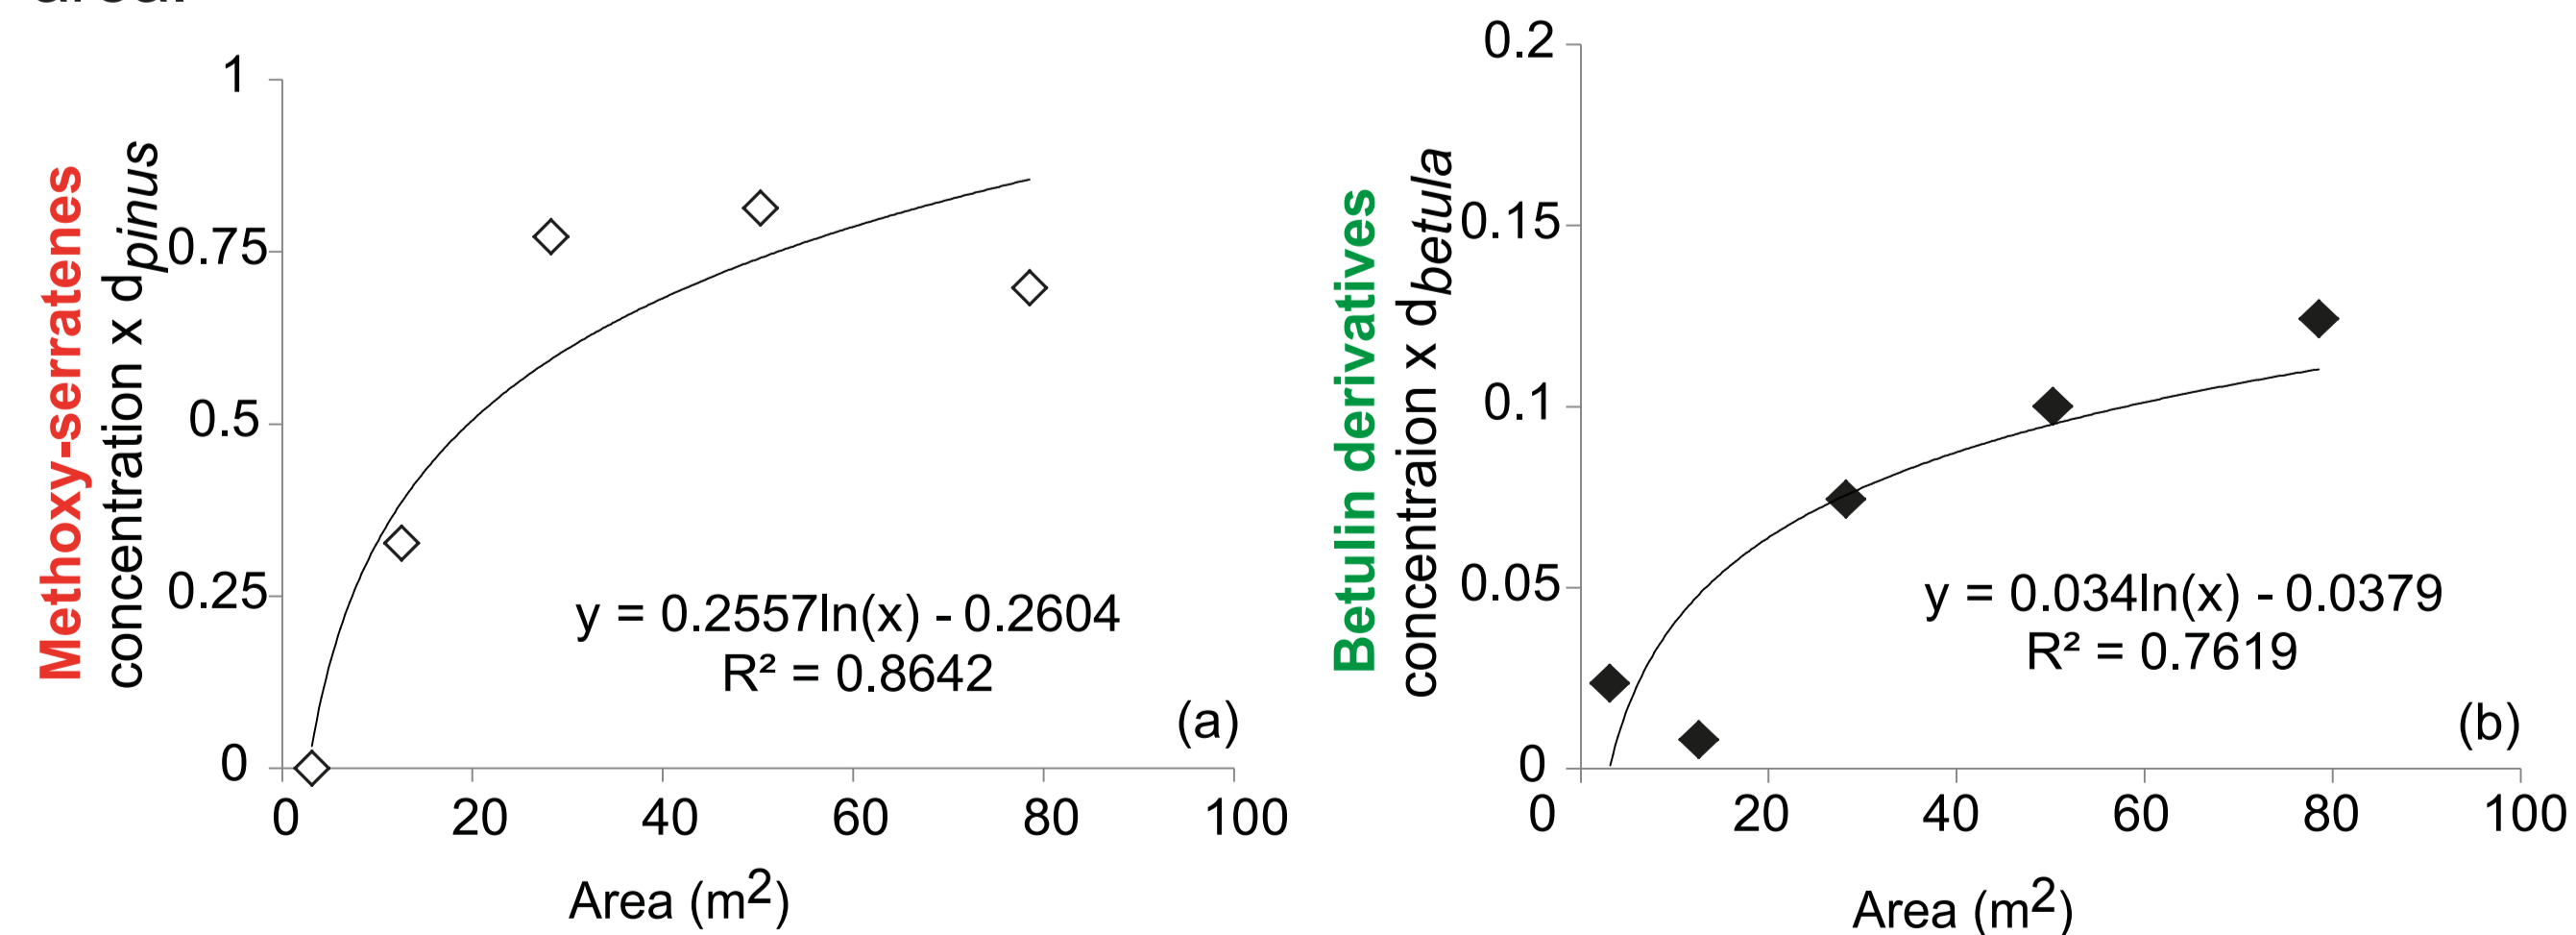 area.
Methoxy-serratenes
concentration x dpinus
1
0.75
0.5
0.25
0
0 20 40 60 80 100
Area (m²)
y = 0.2557ln(x) - 0.2604
R² = 0.8642
(a)
Betulin derivatives
concentraion x dbetula
0.2
0.15
0.1
0.05
0
0 20 40 60 80 100
Area (m²)
y = 0.034ln(x) - 0.0379
R² = 0.7619
(b)